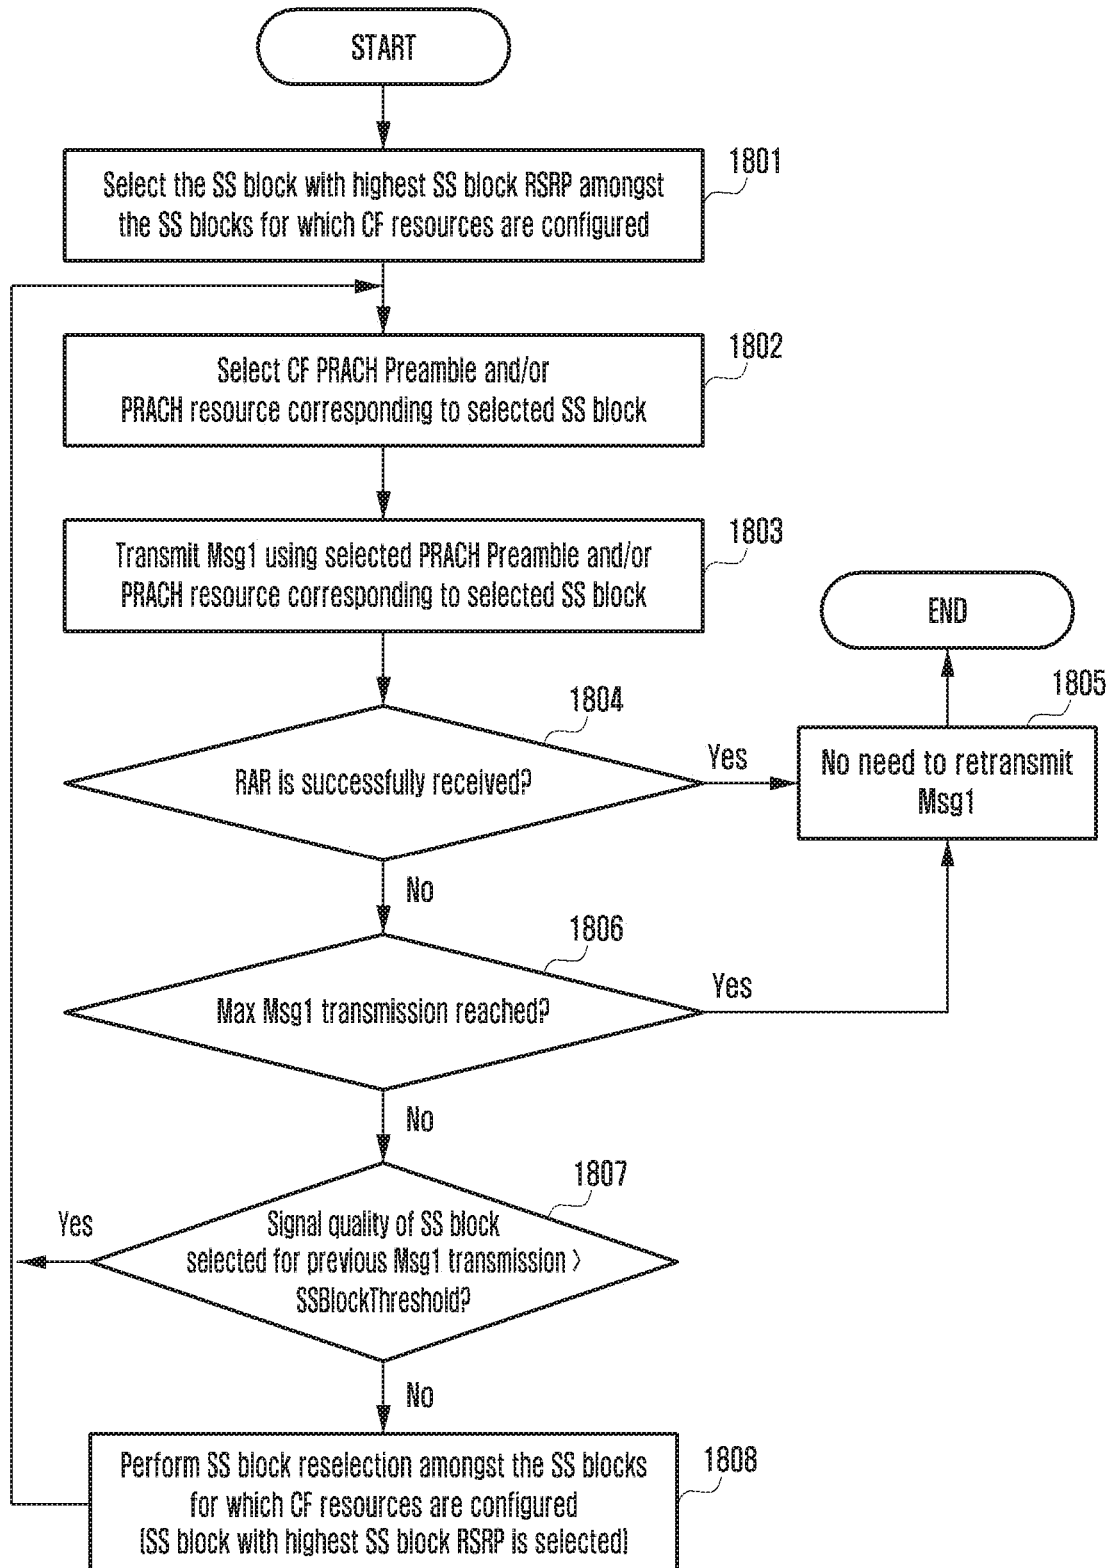 START
1801
Select the SS block with highest SS block RSRP amongst
the SS blocks for which CF resources are configured
1802
Select CF PRACH Preamble and/or
PRACH resource corresponding to selected SS block
1803
Transmit Msg1 using selected PRACH Preamble and/or
PRACH resource corresponding to selected SS block
END
1804
1805
RAR is successfully received?
Yes
No need to retransmit
Msg1
No
1806
Max Msg1 transmission reached?
Yes
No
1807
Yes
Signal quality of SS block
selected for previous Msg1 transmission >
SSBlockThreshold?
No
1808
Perform SS block reselection amongst the SS blocks
for which CF resources are configured
(SS block with highest SS block RSRP is selected)